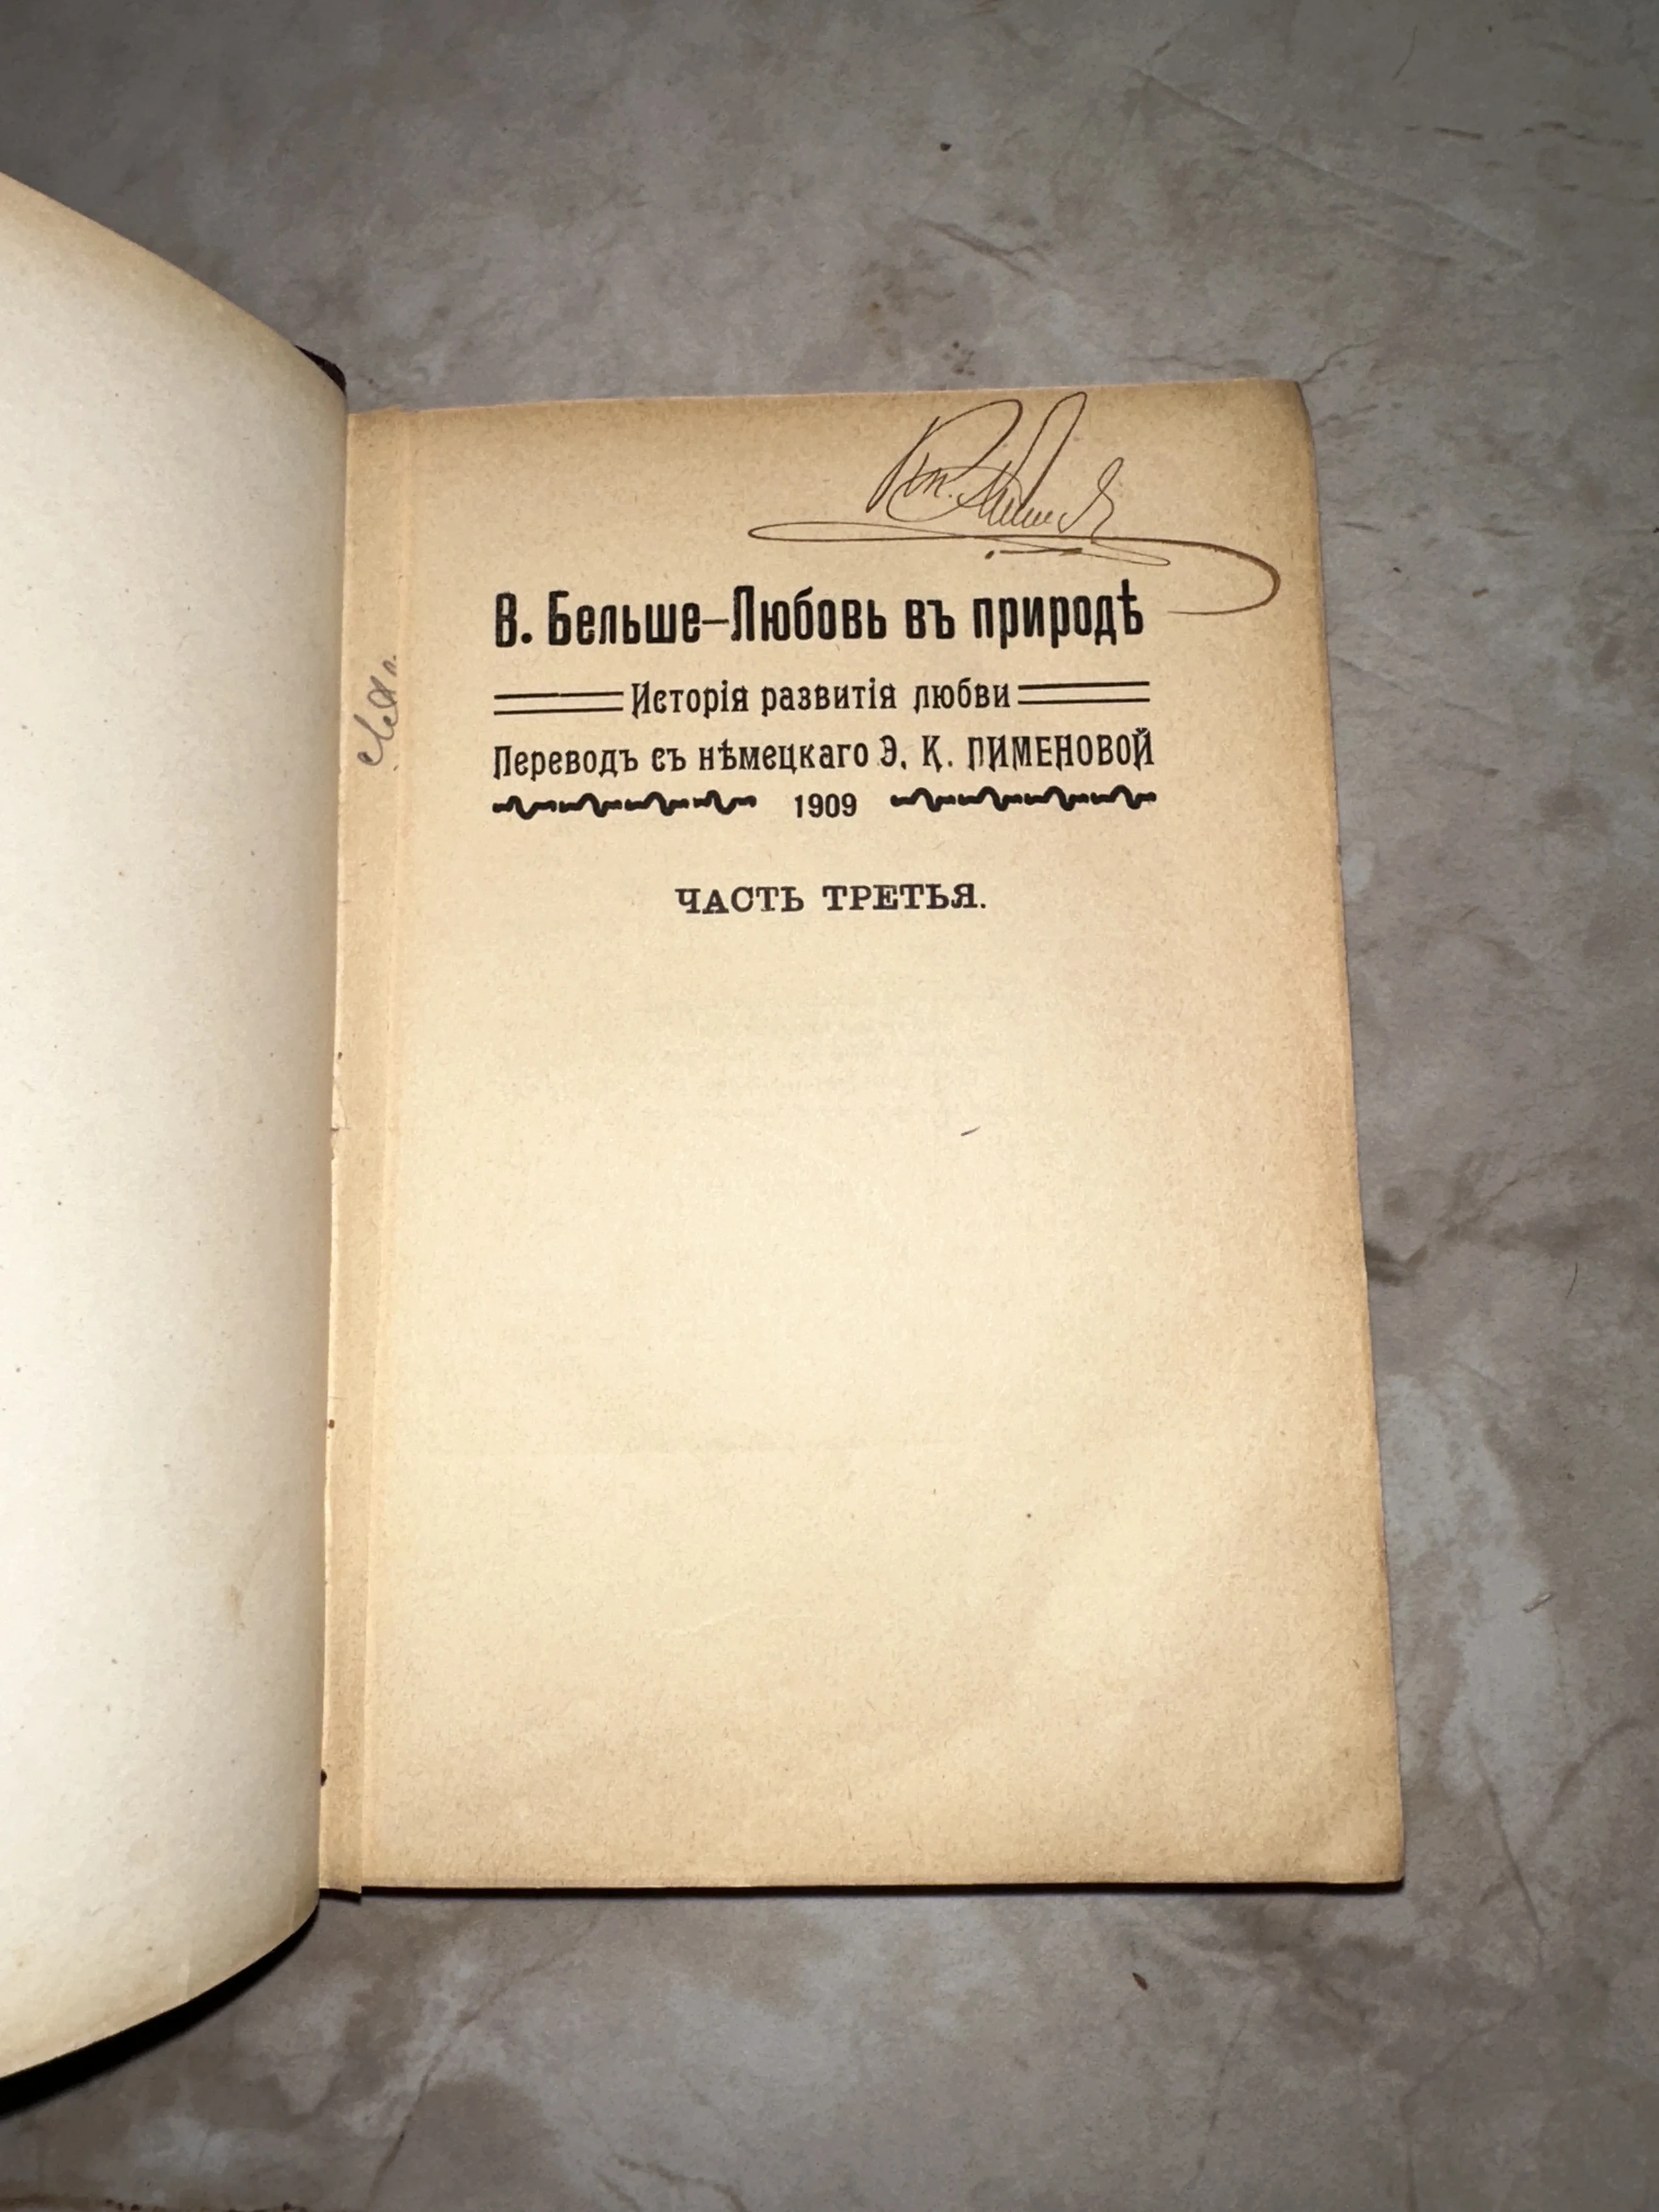 В. Бельше–Любовь въ природѣ
Исторія развитія любви
Переводъ съ нѣмецкаго Э. К. ПИМЕНОВОЙ
1909
ЧАСТЬ ТРЕТЬЯ.